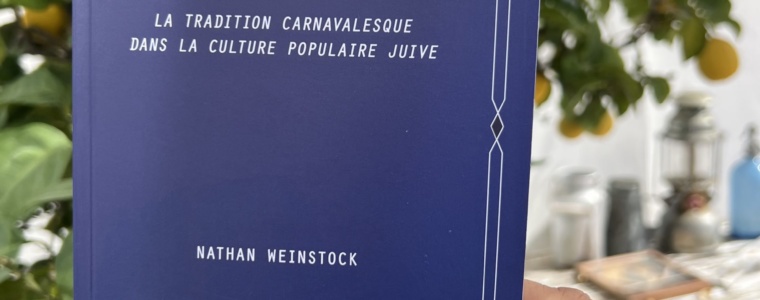 LA TRADITION CARNAVALESQUE
DANS LA CULTURE POPULAIRE JUIVE
NATHAN WEINSTOCK